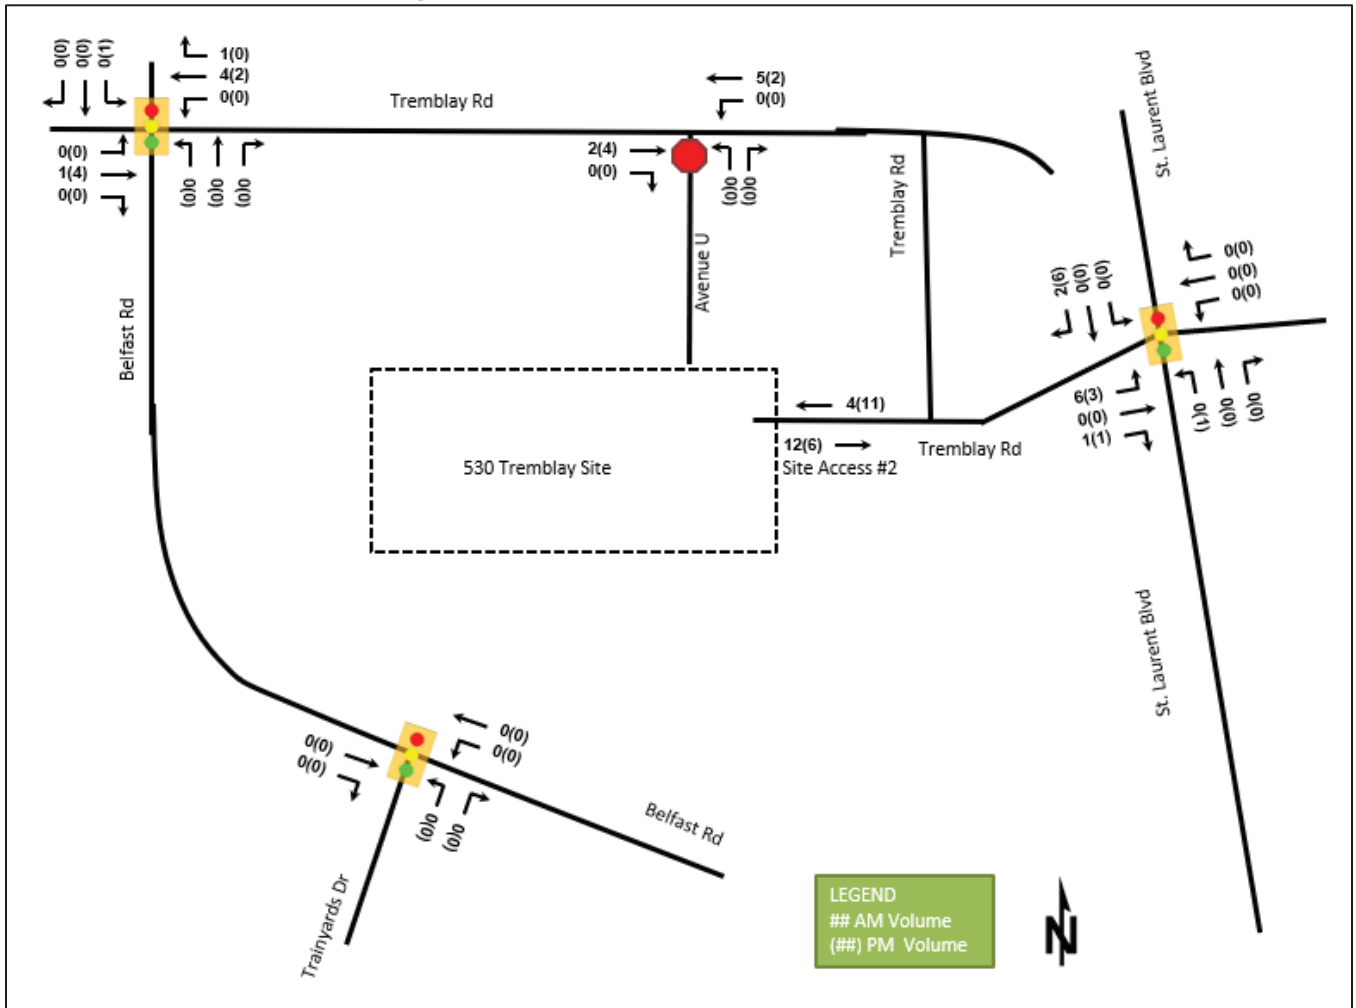 0(0)
0(0)
0(1)
1(0)
4(2)
0(0)
Tremblay Rd
5(2)
0(0)
St. Laurent Blvd
0(0)
1(4)
0(0)
0(0)
0(0)
0(0)
2(4)
0(0)
0(0)
0(0)
Tremblay Rd
Avenue U
Belfast Rd
2(6)
0(0)
0(0)
0(0)
0(0)
0(0)
6(3)
0(0)
1(1)
0(1)
0(0)
0(0)
4(11)
12(6)
Site Access #2
Tremblay Rd
530 Tremblay Site
St. Laurent Blvd
0(0)
0(0)
0(0)
0(0)
0(0)
0(0)
Belfast Rd
Trainyards Dr
LEGEND
## AM Volume
(##) PM  Volume
N